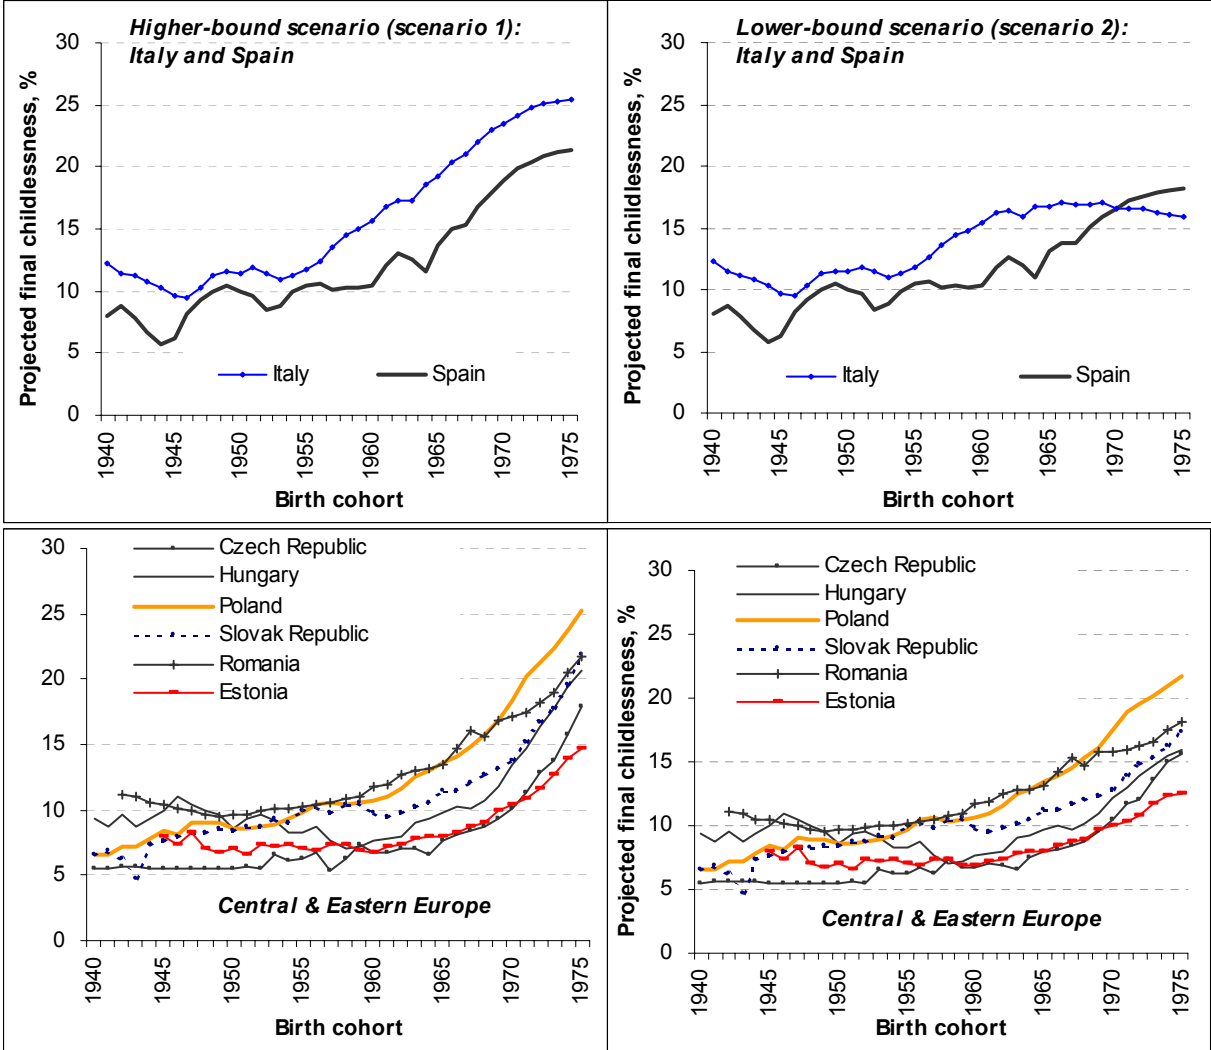 Higher-bound scenario (scenario 1):
Italy and Spain
Projected final childlessness, %
30
25
20
15
10
5
0
Italy
Spain
1940
1945
1950
1955
1960
1965
1970
1975
Birth cohort
Lower-bound scenario (scenario 2):
Italy and Spain
Projected final childlessness, %
30
25
20
15
10
5
0
Italy
Spain
1940
1945
1950
1955
1960
1965
1970
1975
Birth cohort
30
25
20
15
10
5
0
Czech Republic
Hungary
Poland
Slovak Republic
Romania
Estonia
Central & Eastern Europe
1940
1945
1950
1955
1960
1965
1970
1975
Birth cohort
Projected final childlessness, %
30
25
20
15
10
5
0
Czech Republic
Hungary
Poland
Slovak Republic
Romania
Estonia
Central & Eastern Europe
1940
1945
1950
1955
1960
1965
1970
1975
Birth cohort